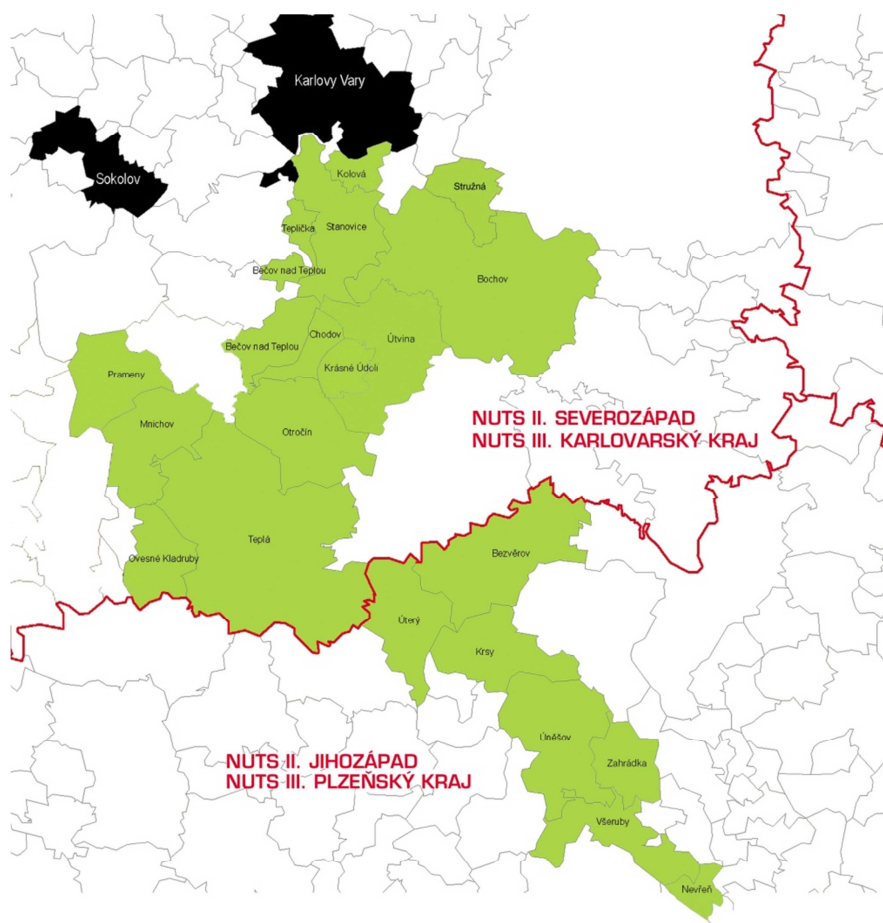 Karlovy Vary
Sokolov
Kolová
Stružná
Teplička
Stanovice
Bečov nad Teplou
Bochov
Chodov
Útvina
Bečov nad Teplou
Krásné Údolí
Prameny
Mnichov
NUTS II. SEVEROZÁPAD
NUTS III. KARLOVARSKÝ KRAJ
Otročín
Teplá
Bezvěrov
Ovesné Kladruby
Úterý
Krsy
Úněšov
NUTS II. JIHOZÁPAD
NUTS III. PLZEŇSKÝ KRAJ
Zahrádka
Všeruby
Nevřeň